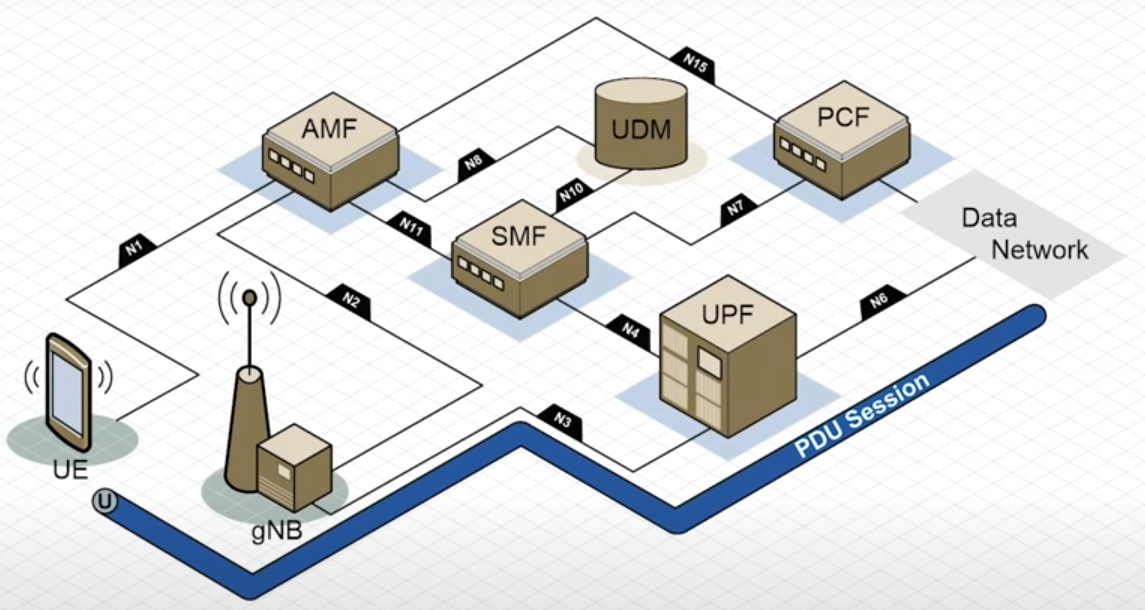 N15
AMF
UDM
PCF
N8
N10
N7
N11
SMF
Data
Network
N1
N2
N4
UPF
N6
N3
PDU Session
UE
U
gNB